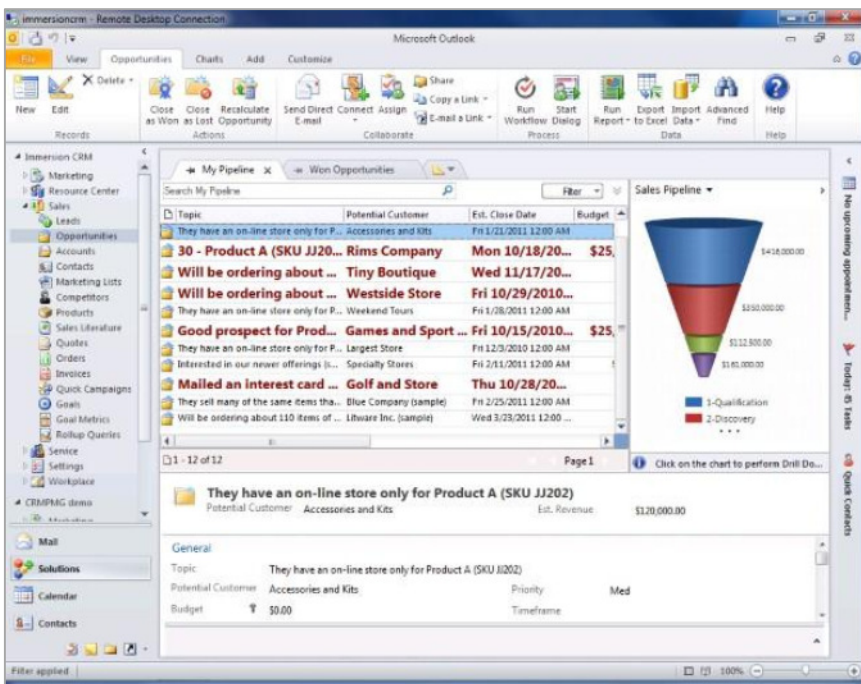 immersioncrm - Remote Desktop Connection
Microsoft Outlook
File View Opportunities Charts Add Customize
New Edit Delete
Close as Won Close as Lost Recalculate Opportunity
Send Direct E-mail Connect Assign Share Copy a Link E-mail a Link
Run Workflow Start Dialog
Run Report Export to Excel Import Data Advanced Find
Help
Records Actions Collaborate Process Data Help
Immersion CRM
Marketing
Resource Center
Sales
Leads
Opportunities
Accounts
Contacts
Marketing Lists
Competitors
Products
Sales Literature
Quotes
Orders
Invoices
Quick Campaigns
Goals
Goal Metrics
Rollup Queries
Service
Settings
Workplace
CRMPMG demo
Mail
Solutions
Calendar
Contacts
My Pipeline x Won Opportunities
Search My Pipeline Filter
Topic Potential Customer Est. Close Date Budget
They have an on-line store only for P... Accessories and Kits Fri 1/21/2011 12:00 AM
30 - Product A (SKU JJ20... Rims Company Mon 10/18/20... $25,
Will be ordering about ... Tiny Boutique Wed 11/17/20...
Will be ordering about ... Westside Store Fri 10/29/2010...
They have an on-line store only for P... Weekend Tours Fri 1/28/2011 12:00 AM
Good prospect for Prod... Games and Sport ... Fri 10/15/2010... $25,
They have an on-line store only for P... Largest Store Fri 12/3/2010 12:00 AM
Interested in our newer offerings (s... Specialty Stores Fri 2/11/2011 12:00 AM
Mailed an interest card ... Golf and Store Thu 10/28/20...
They sell many of the same items tha... Blue Company (sample) Fri 2/25/2011 12:00 AM
Will be ordering about 110 items of ... Litware Inc. (sample) Wed 3/23/2011 12:00 ...
1 - 12 of 12 Page 1
Sales Pipeline
$416,000.00
$350,000.00
$112,500.00
$161,000.00
1-Qualification
2-Discovery
...
Click on the chart to perform Drill Do...
They have an on-line store only for Product A (SKU JJ202)
Potential Customer Accessories and Kits Est. Revenue $120,000.00
General
Topic They have an on-line store only for Product A (SKU JJ202)
Potential Customer Accessories and Kits Priority Med
Budget $0.00 Timeframe
No upcoming appointmen...
Today: 45 Tasks
Quick Contacts
Filter applied 100%